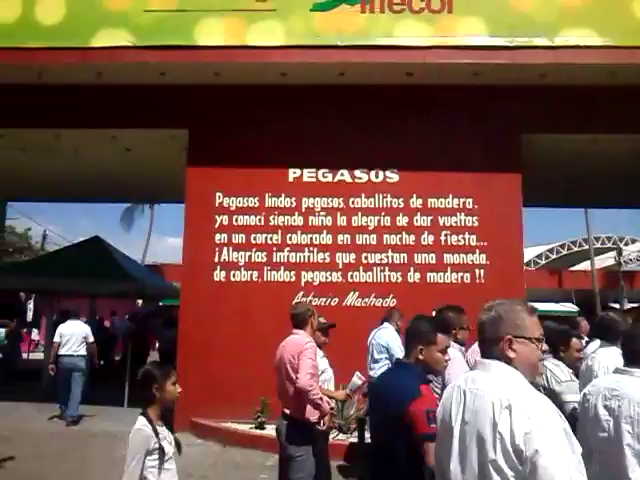 ifecol
PEGASOS
Pegasos lindos pegasos, caballitos de madera.
yo conocí siendo niño la alegría de dar vueltas
en un corcel colorado en una noche de fiesta...
¡Alegrías infantiles que cuestan una moneda.
de cobre, lindos pegasos, caballitos de madera !!
Antonio Machado